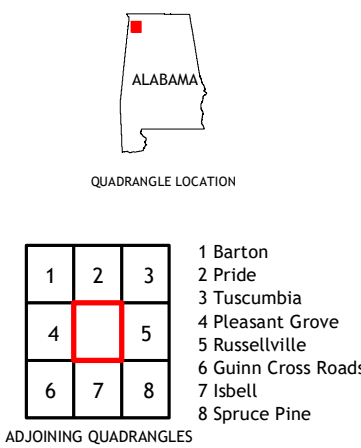 ALABAMA
QUADRANGLE LOCATION
1 2 3
4 5
6 7 8
1 Barton
2 Pride
3 Tuscumbia
4 Pleasant Grove
5 Russellville
6 Guinn Cross Roads
7 Isbell
8 Spruce Pine
ADJOINING QUADRANGLES